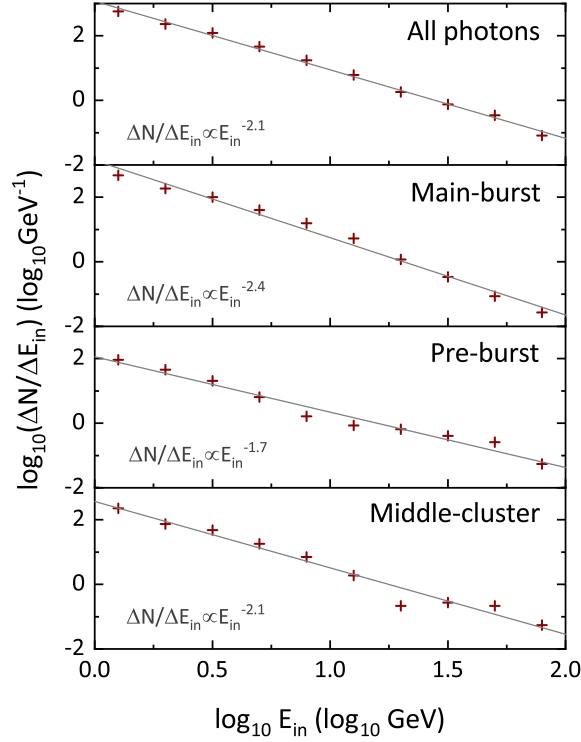 All photons
2
0
ΔN/ΔE_in∝E_in^-2.1
-2
Main-burst
2
0
ΔN/ΔE_in∝E_in^-2.4
-2
Pre-burst
2
0
ΔN/ΔE_in∝E_in^-1.7
-2
Middle-cluster
2
0
ΔN/ΔE_in∝E_in^-2.1
-2
0.0 0.5 1.0 1.5 2.0
log₁₀ E_in (log₁₀ GeV)
log₁₀(ΔN/ΔE_in) (log₁₀GeV⁻¹)